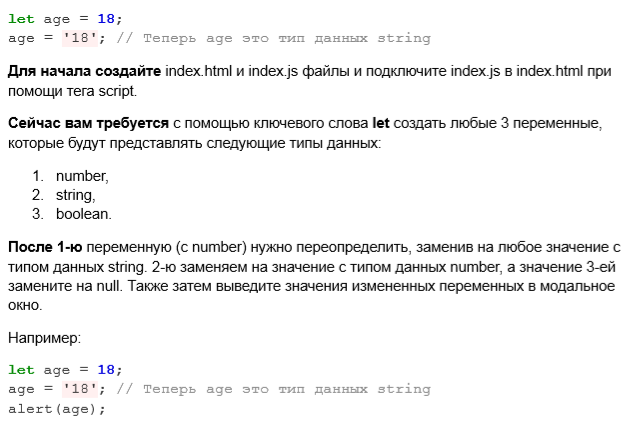 let age = 18;
age = '18'; // Теперь age это тип данных string
Для начала создайте index.html и index.js файлы и подключите index.js в index.html при
помощи тега script.
Сейчас вам требуется с помощью ключевого слова let создать любые 3 переменные,
которые будут представлять следующие типы данных:
1. number,
2. string,
3. boolean.
После 1-ю переменную (с number) нужно переопределить, заменив на любое значение с
типом данных string. 2-ю заменяем на значение с типом данных number, а значение 3-ей
замените на null. Также затем выведите значения измененных переменных в модальное
окно.
Например:
let age = 18;
age = '18'; // Теперь age это тип данных string
alert(age);